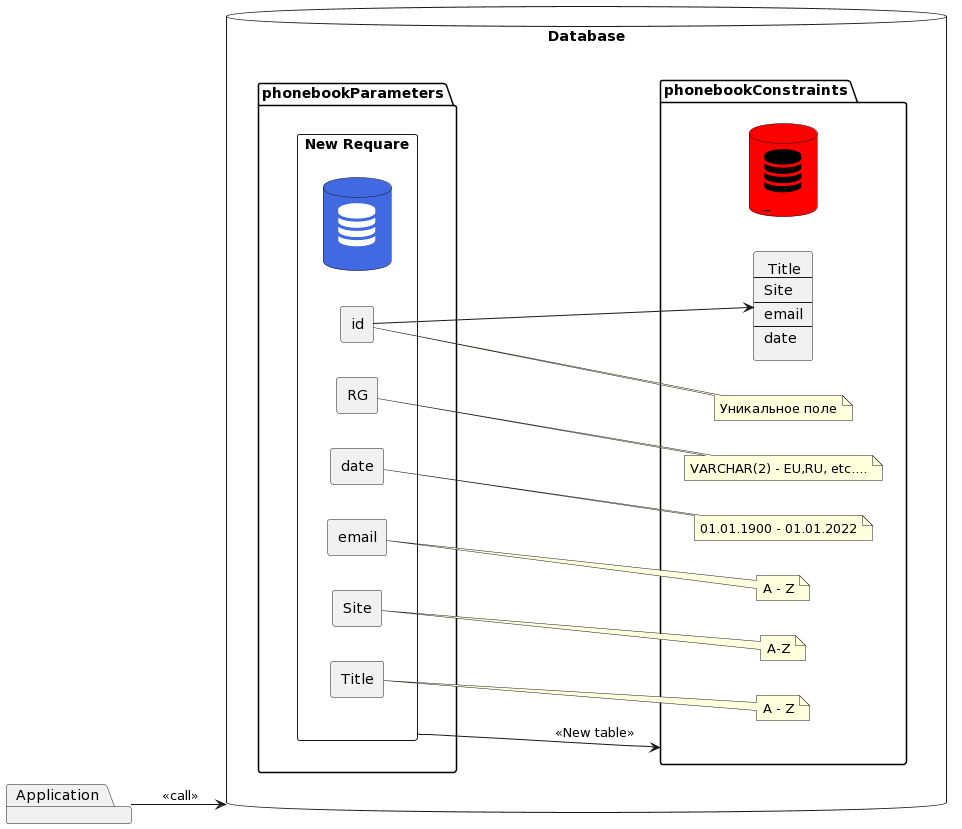 Database
phonebookParameters
phonebookConstraints
New Requare
_
Title
Site
email
date
id
Уникальное поле
RG
VARCHAR(2) - EU,RU, etc....
date
01.01.1900 - 01.01.2022
email
A - Z
Site
A-Z
Title
A - Z
«New table»
Application
«call»